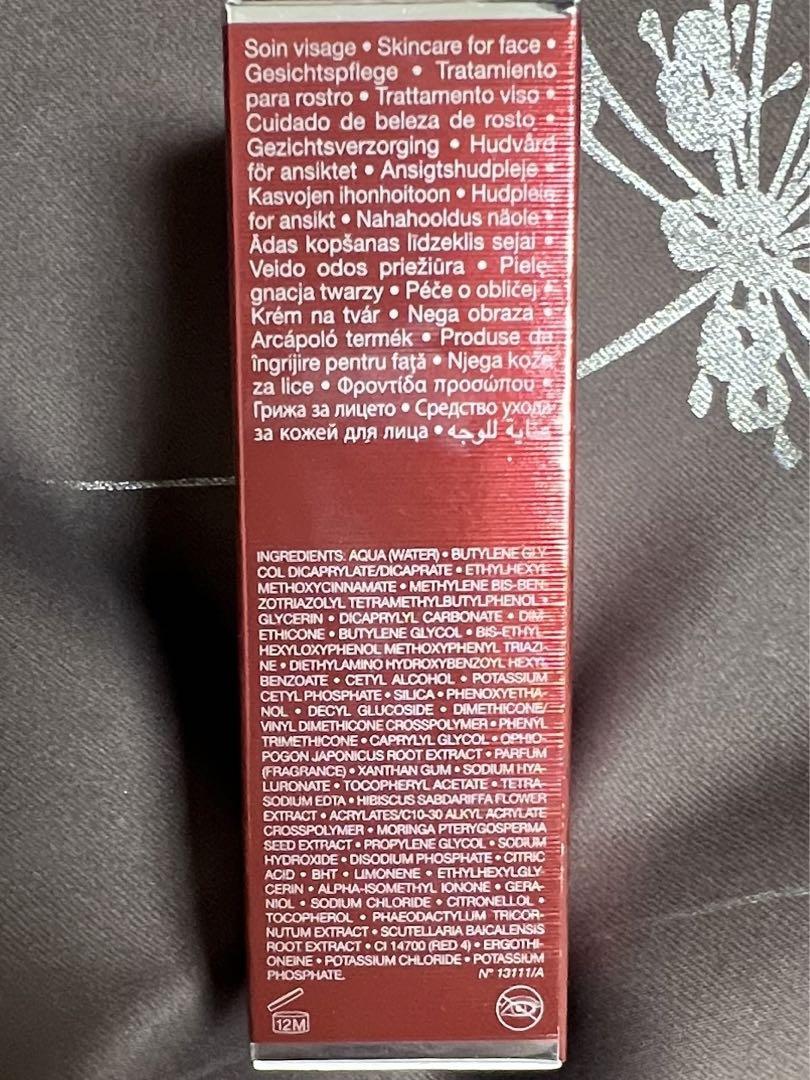 Soin visage • Skincare for face •
Gesichtspflege • Tratamiento
para rostro • Trattamento viso •
Cuidado de beleza de rosto •
Gezichtsverzorging • Hudvård
för ansiktet • Ansigtshudpleje •
Kasvojen ihonhoitoon • Hudpleie
for ansikt • Nahahooldus näole •
Ādas kopšanas līdzeklis sejai •
Veido odos priežiūra • Pielę-
gnacja twarzy • Péče o obličej •
Krém na tvár • Nega obraza •
Arcápoló termék • Produse de
îngrijire pentru faţă • Njega kože
za lice • Φροντίδα προσώπου •
Грижа за лицето • Средство ухода
за кожей для лица • عناية للوجه
INGREDIENTS: AQUA (WATER) • BUTYLENE GLY-
COL DICAPRYLATE/DICAPRATE • ETHYLHEXYL
METHOXYCINNAMATE • METHYLENE BIS-BEN-
ZOTRIAZOLYL TETRAMETHYLBUTYLPHENOL •
GLYCERIN • DICAPRYLYL CARBONATE • DIM-
ETHICONE • BUTYLENE GLYCOL • BIS-ETHYL-
HEXYLOXYPHENOL METHOXYPHENYL TRIAZI-
NE • DIETHYLAMINO HYDROXYBENZOYL HEXYL
BENZOATE • CETYL ALCOHOL • POTASSIUM
CETYL PHOSPHATE • SILICA • PHENOXYETHA-
NOL • DECYL GLUCOSIDE • DIMETHICONE/
VINYL DIMETHICONE CROSSPOLYMER • PHENYL
TRIMETHICONE • CAPRYLYL GLYCOL • OPHIO-
POGON JAPONICUS ROOT EXTRACT • PARFUM
(FRAGRANCE) • XANTHAN GUM • SODIUM HYA-
LURONATE • TOCOPHERYL ACETATE • TETRA-
SODIUM EDTA • HIBISCUS SABDARIFFA FLOWER
EXTRACT • ACRYLATES/C10-30 ALKYL ACRYLATE
CROSSPOLYMER • MORINGA PTERYGOSPERMA
SEED EXTRACT • PROPYLENE GLYCOL • SODIUM
HYDROXIDE • DISODIUM PHOSPHATE • CITRIC
ACID • BHT • LIMONENE • ETHYLHEXYLGLY-
CERIN • ALPHA-ISOMETHYL IONONE • GERA-
NIOL • SODIUM CHLORIDE • CITRONELLOL •
TOCOPHEROL • PHAEODACTYLUM TRICOR-
NUTUM EXTRACT • SCUTELLARIA BAICALENSIS
ROOT EXTRACT • CI 14700 (RED 4) • ERGOTHI-
ONEINE • POTASSIUM CHLORIDE • POTASSIUM
PHOSPHATE. N° 13111/A
12M